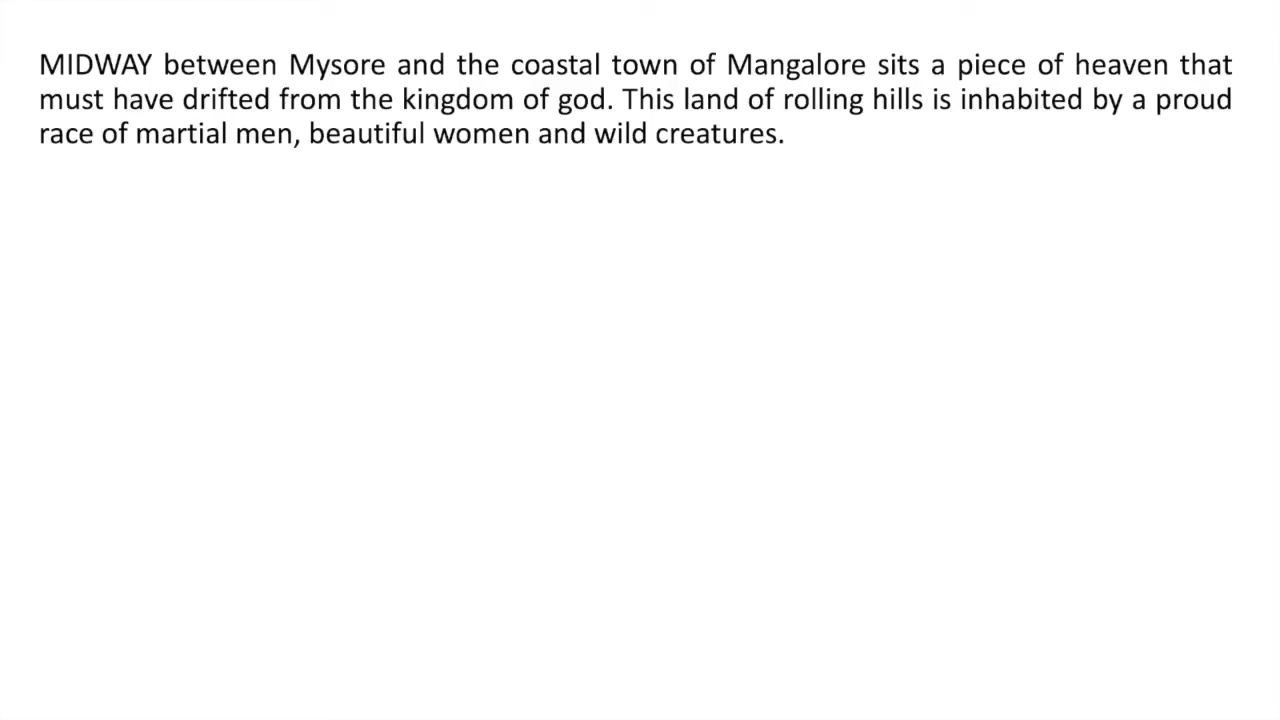 MIDWAY between Mysore and the coastal town of Mangalore sits a piece of heaven that
must have drifted from the kingdom of god. This land of rolling hills is inhabited by a proud
race of martial men, beautiful women and wild creatures.